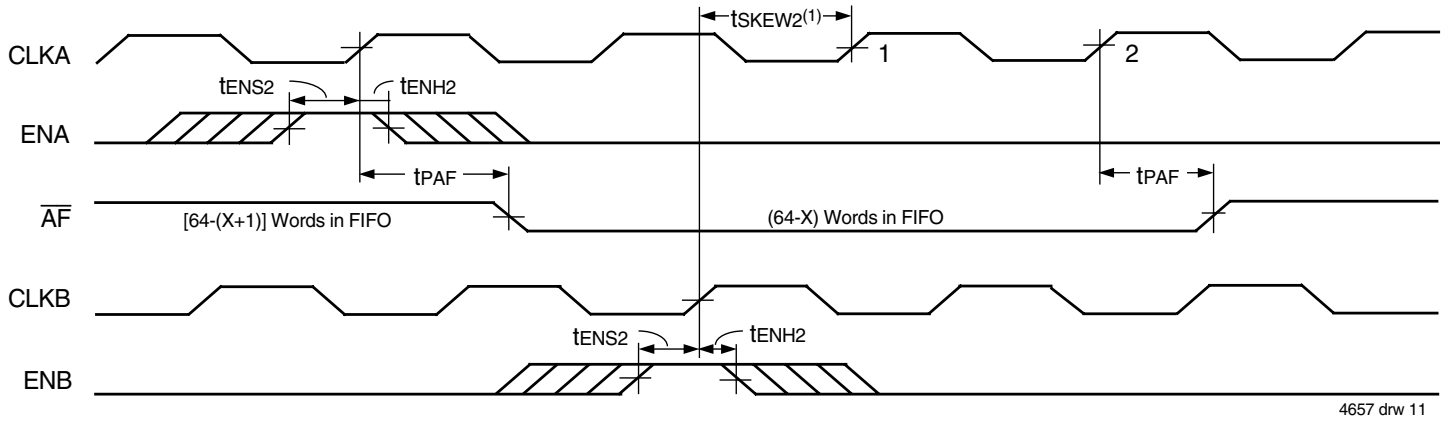 tSKEW2(1)
CLKA
1
2
tENS2
tENH2
ENA
tPAF
tPAF
AF
[64-(X+1)] Words in FIFO
(64-X) Words in FIFO
CLKB
tENS2
tENH2
ENB
4657 drw 11